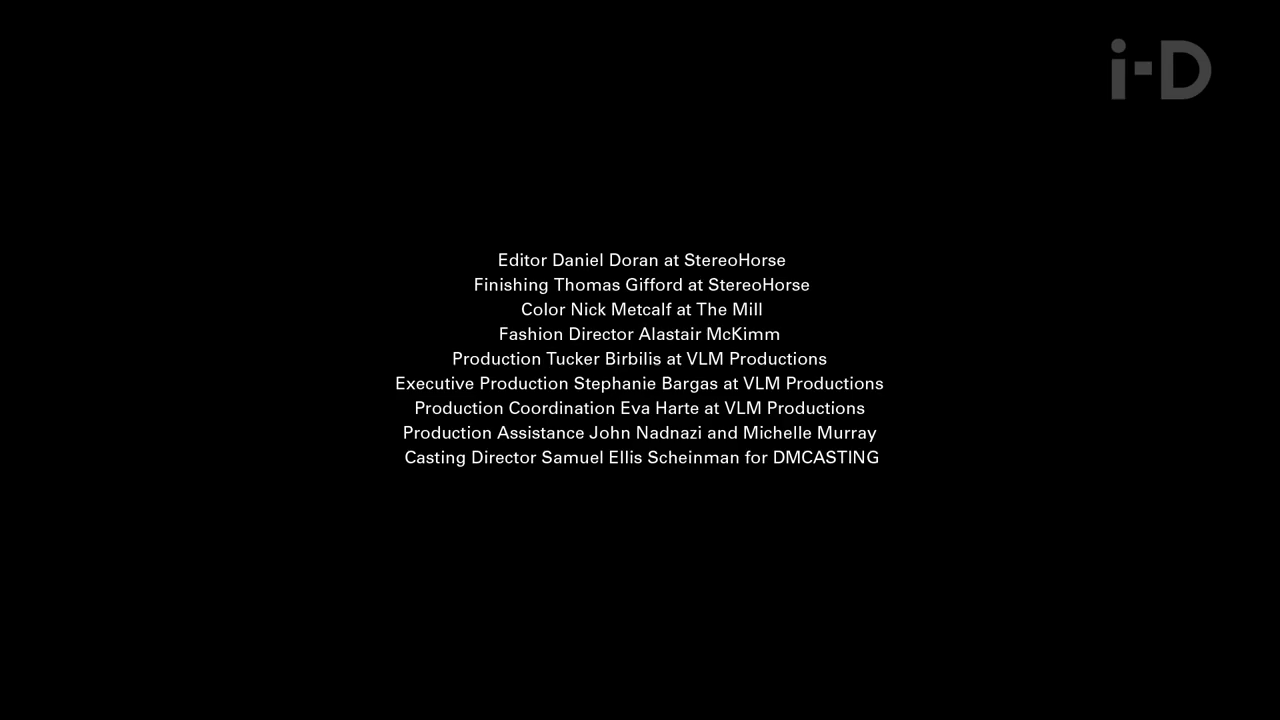 i-D
Editor Daniel Doran at StereoHorse
Finishing Thomas Gifford at StereoHorse
Color Nick Metcalf at The Mill
Fashion Director Alastair McKimm
Production Tucker Birbilis at VLM Productions
Executive Production Stephanie Bargas at VLM Productions
Production Coordination Eva Harte at VLM Productions
Production Assistance John Nadnazi and Michelle Murray
Casting Director Samuel Ellis Scheinman for DMCASTING